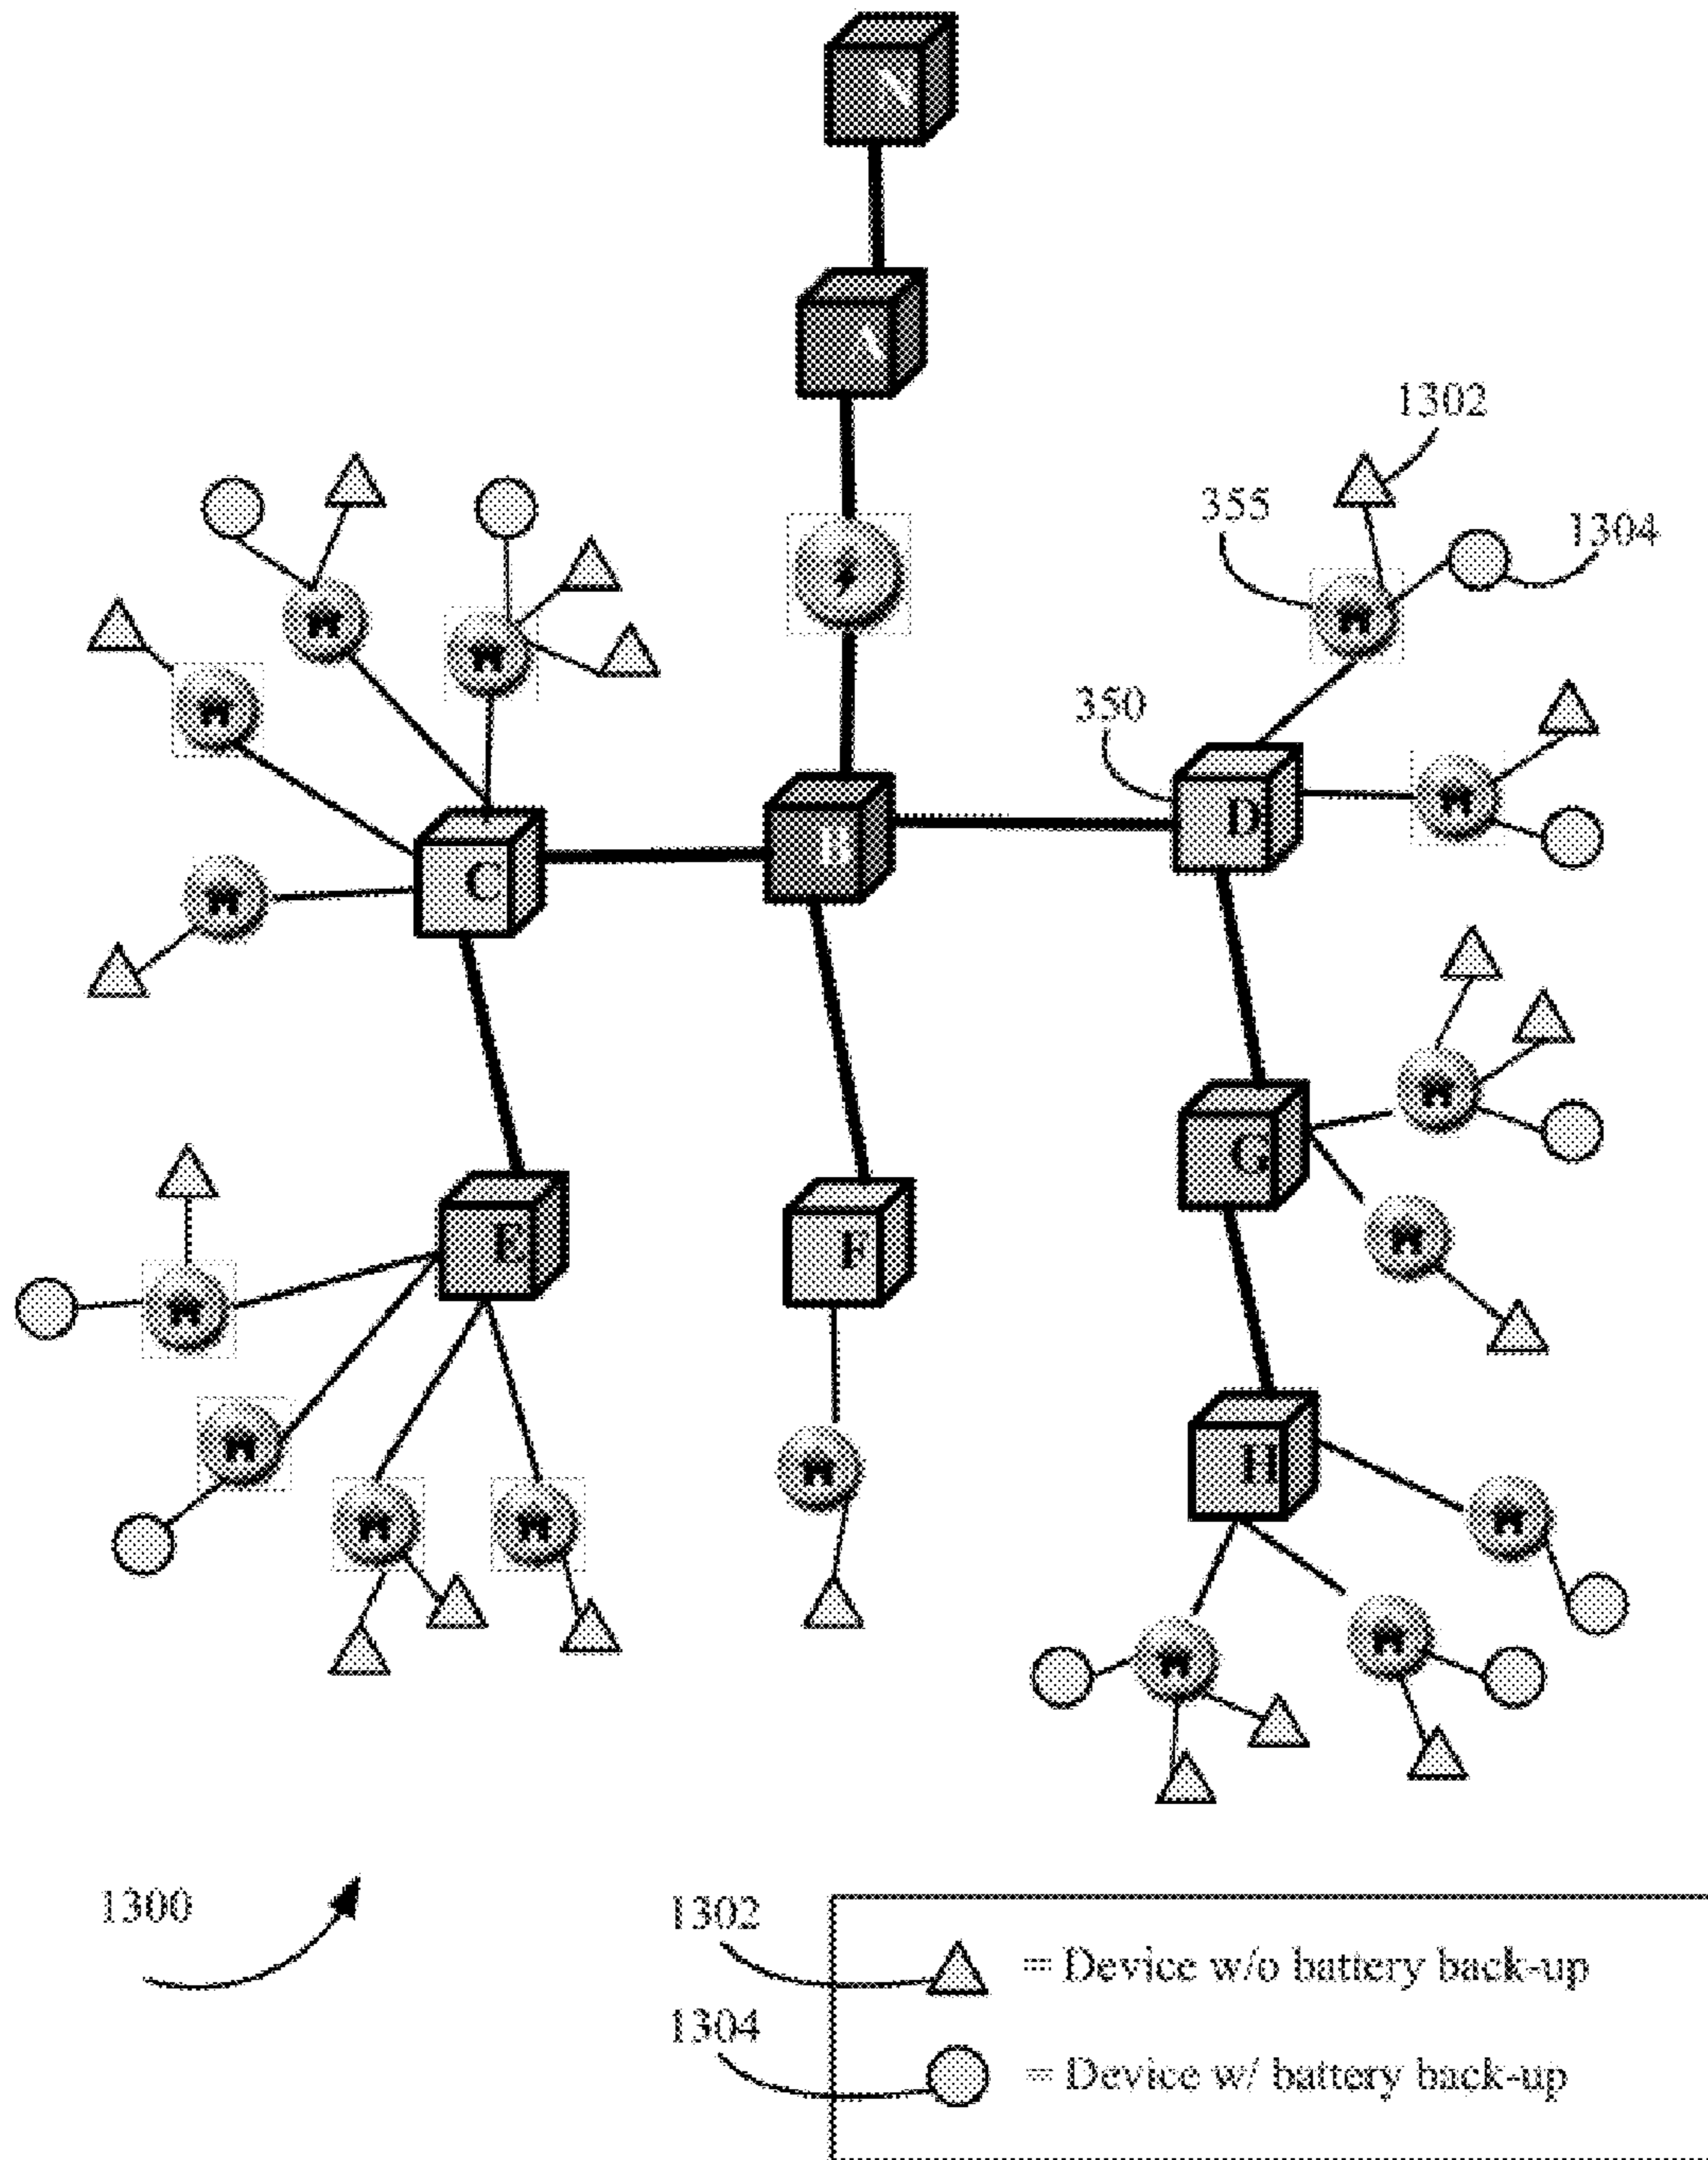 N
A
1302
355
1304
350
D
B
C
G
E
F
H
1300
1302
= Device w/o battery back-up
1304
= Device w/ battery back-up